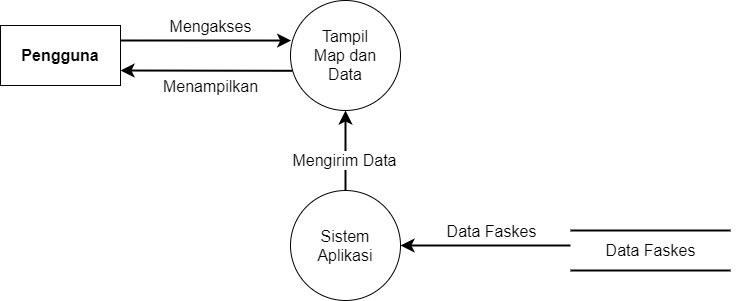 Mengakses
Pengguna
Menampilkan
Tampil
Map dan
Data
Mengirim Data
Sistem
Aplikasi
Data Faskes
Data Faskes